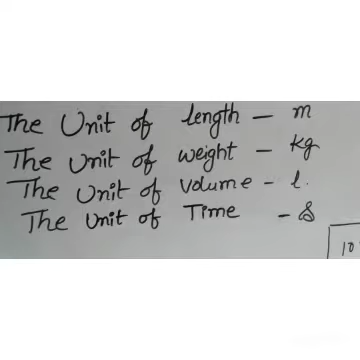 The Unit of length - m
The Unit of weight - kg
The Unit of Volume - l.
The Unit of Time - s
10